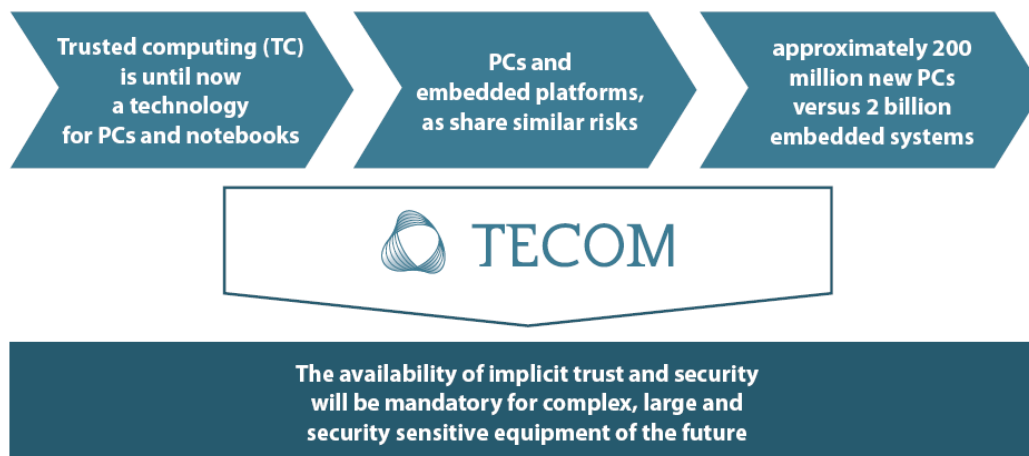 Trusted computing (TC)
is until now
a technology
for PCs and notebooks
PCs and
embedded platforms,
as share similar risks
approximately 200
million new PCs
versus 2 billion
embedded systems
TECOM
The availability of implicit trust and security
will be mandatory for complex, large and
security sensitive equipment of the future